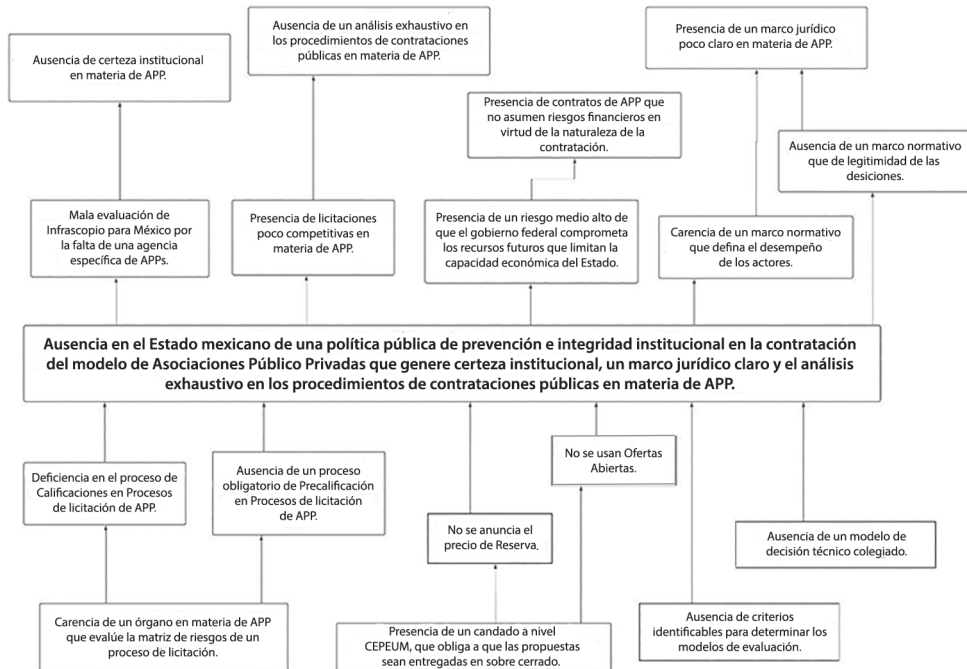 Ausencia de certeza institucional
en materia de APP.
Ausencia de un análisis exhaustivo en
los procedimientos de contrataciones
públicas en materia de APP.
Presencia de un marco jurídico
poco claro en materia de APP.
Presencia de contratos de APP que
no asumen riesgos financieros en
virtud de la naturaleza de la
contratación.
Ausencia de un marco normativo
que de legitimidad de las
desiciones.
Mala evaluación de
Infrascopio para México por
la falta de una agencia
específica de APPs.
Presencia de licitaciones
poco competitivas en
materia de APP.
Presencia de un riesgo medio alto de
que el gobierno federal comprometa
los recursos futuros que limitan la
capacidad económica del Estado.
Carencia de un marco normativo
que defina el desempeño
de los actores.
Ausencia en el Estado mexicano de una política pública de prevención e integridad institucional en la contratación
del modelo de Asociaciones Público Privadas que genere certeza institucional, un marco jurídico claro y el análisis
exhaustivo en los procedimientos de contrataciones públicas en materia de APP.
Deficiencia en el proceso de
Calificaciones en Procesos
de licitación de APP.
Ausencia de un proceso
obligatorio de Precalificación
en Procesos de licitación
de APP.
No se anuncia el
precio de Reserva.
No se usan Ofertas
Abiertas.
Ausencia de un modelo de
decisión técnico colegiado.
Carencia de un órgano en materia de APP
que evalúe la matriz de riesgos de un
proceso de licitación.
Presencia de un candado a nivel
CEPEUM, que obliga a que las propuestas
sean entregadas en sobre cerrado.
Ausencia de criterios
identificables para determinar los
modelos de evaluación.